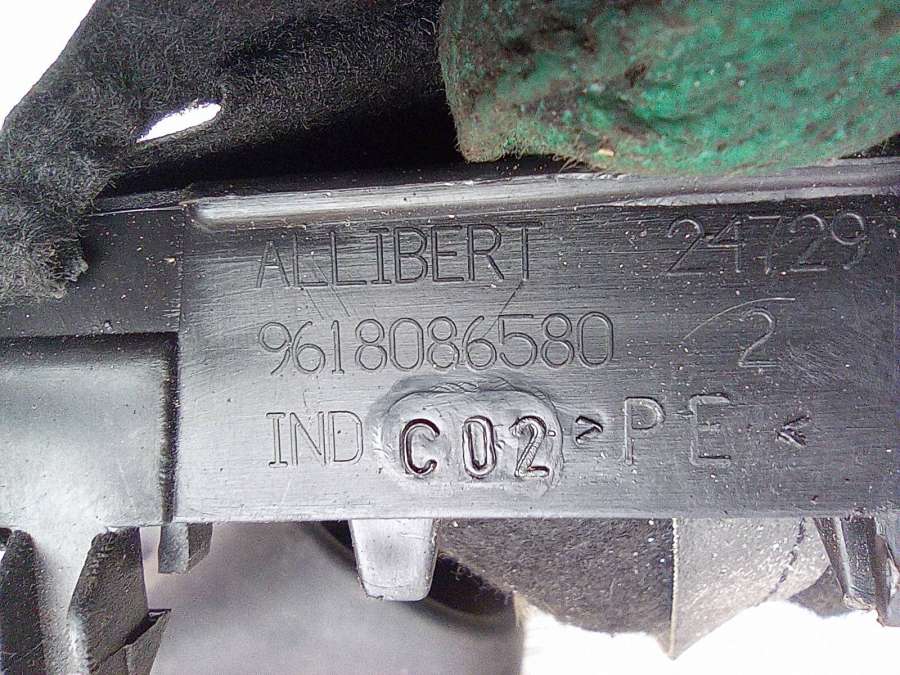 ALLIBERT 24729
9618086580 2
IND C02 >PE<